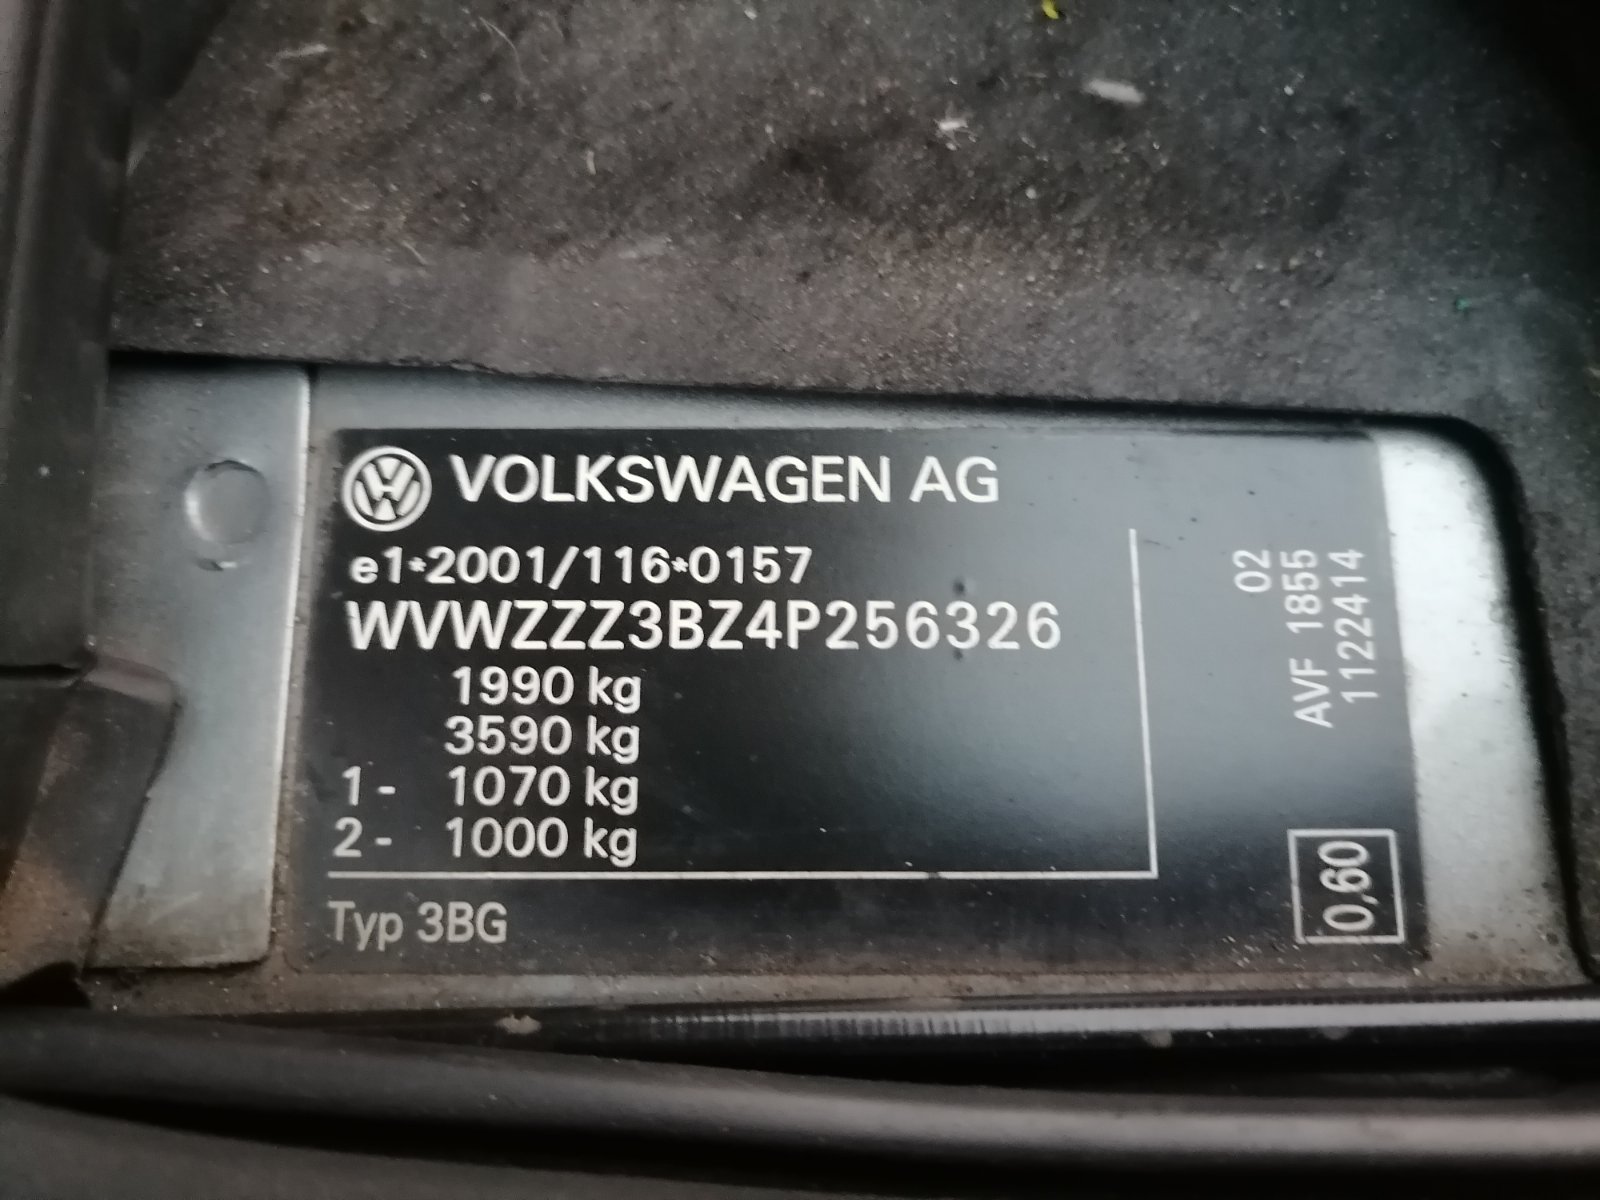 VOLKSWAGEN AG
e1*2001/116*0157
WVWZZZ3BZ4P256326
1990 kg
3590 kg
1- 1070 kg
2- 1000 kg
Typ 3BG
02
AVF 1855
1122414
0,60